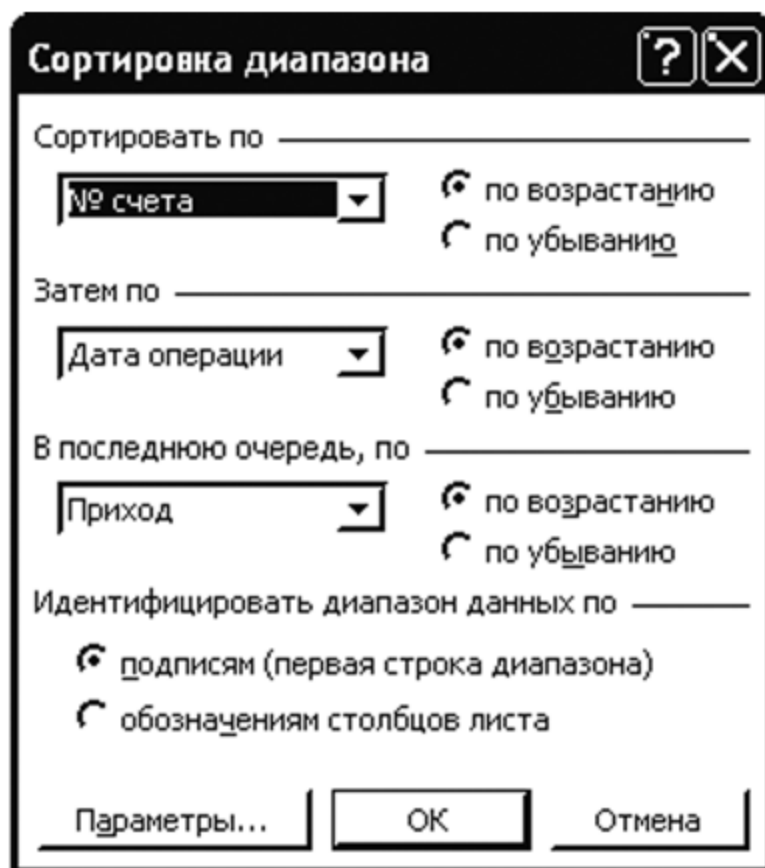 Сортировка диапазона
Сортировать по
№ счета
по возрастанию
по убыванию
Затем по
Дата операции
по возрастанию
по убыванию
В последнюю очередь, по
Приход
по возрастанию
по убыванию
Идентифицировать диапазон данных по
подписям (первая строка диапазона)
обозначениям столбцов листа
Параметры... ОК Отмена